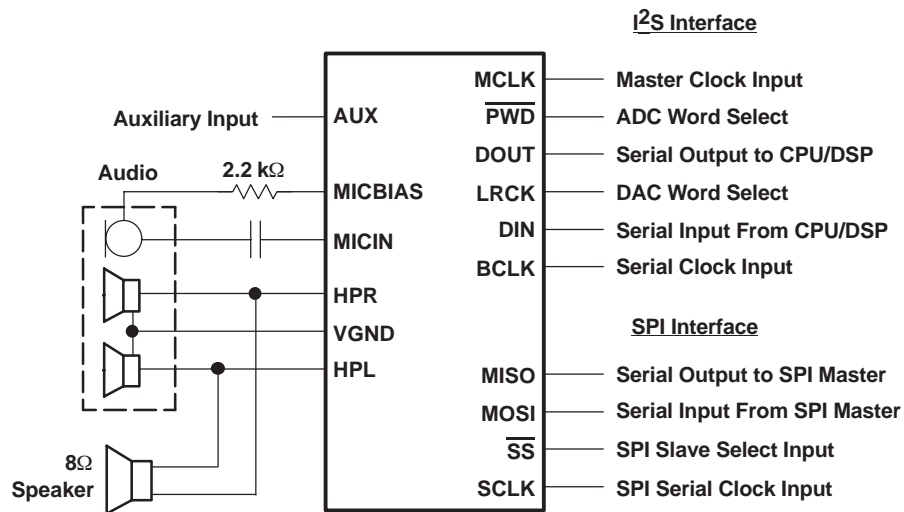 I2S Interface
MCLK Master Clock Input
Auxiliary Input AUX PWD ADC Word Select
DOUT Serial Output to CPU/DSP
Audio 2.2 kΩ
MICBIAS LRCK DAC Word Select
MICIN DIN Serial Input From CPU/DSP
BCLK Serial Clock Input
HPR
VGND SPI Interface
HPL MISO Serial Output to SPI Master
MOSI Serial Input From SPI Master
8Ω
Speaker
SS SPI Slave Select Input
SCLK SPI Serial Clock Input